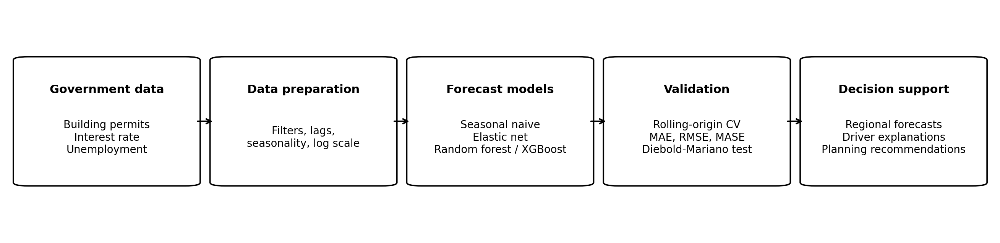 Government data
Building permits
Interest rate
Unemployment
Data preparation
Filters, lags,
seasonality, log scale
Forecast models
Seasonal naive
Elastic net
Random forest / XGBoost
Validation
Rolling-origin CV
MAE, RMSE, MASE
Diebold-Mariano test
Decision support
Regional forecasts
Driver explanations
Planning recommendations